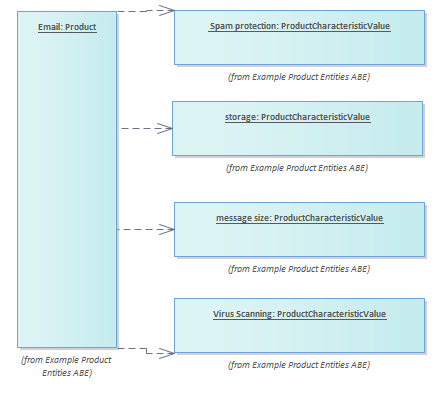 Email: Product
Spam protection: ProductCharacteristicValue
(from Example Product Entities ABE)
storage: ProductCharacteristicValue
(from Example Product Entities ABE)
message size: ProductCharacteristicValue
(from Example Product Entities ABE)
Virus Scanning: ProductCharacteristicValue
(from Example Product Entities ABE)
(from Example Product
Entities ABE)